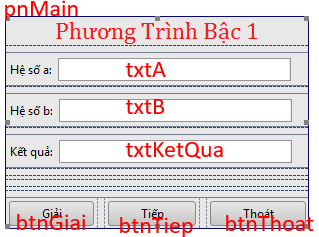 pnMain
Phương Trình Bậc 1
Hệ số a: txtA
Hệ số b: txtB
Kết quả: txtKetQua
Giải Tiếp Thoát
btnGiai btnTiep btnThoat